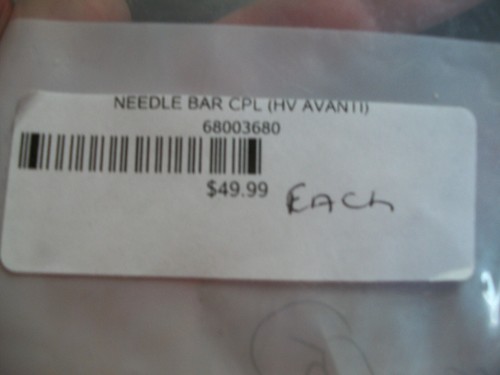 NEEDLE BAR CPL (HV AVANTI)
68003680
$49.99 EACh